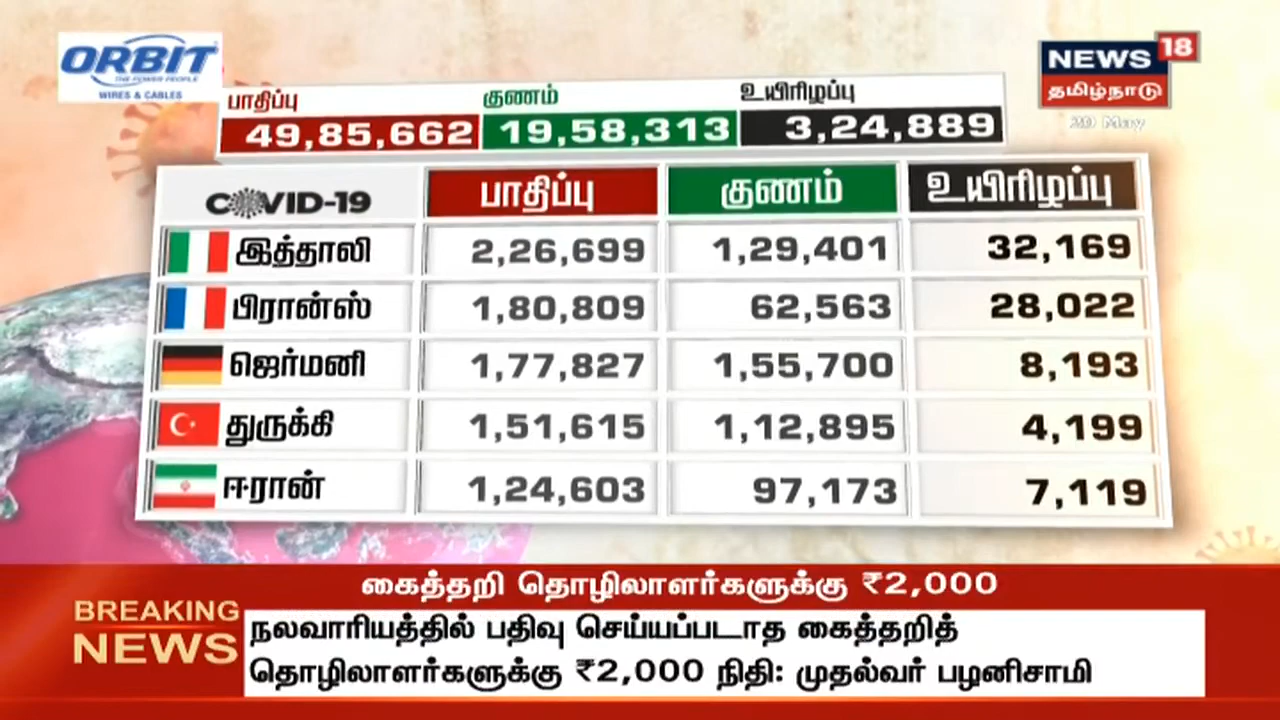 ORBIT
THE POWER PEOPLE
WIRES & CABLES
NEWS 18
தமிழ்நாடு
20 May
பாதிப்பு குணம் உயிரிழப்பு
49,85,662 19,58,313 3,24,889
COVID-19 பாதிப்பு குணம் உயிரிழப்பு
இத்தாலி 2,26,699 1,29,401 32,169
பிரான்ஸ் 1,80,809 62,563 28,022
ஜெர்மனி 1,77,827 1,55,700 8,193
துருக்கி 1,51,615 1,12,895 4,199
ஈரான் 1,24,603 97,173 7,119
கைத்தறி தொழிலாளர்களுக்கு ₹2,000
BREAKING
NEWS
நலவாரியத்தில் பதிவு செய்யப்படாத கைத்தறித்
தொழிலாளர்களுக்கு ₹2,000 நிதி: முதல்வர் பழனிசாமி